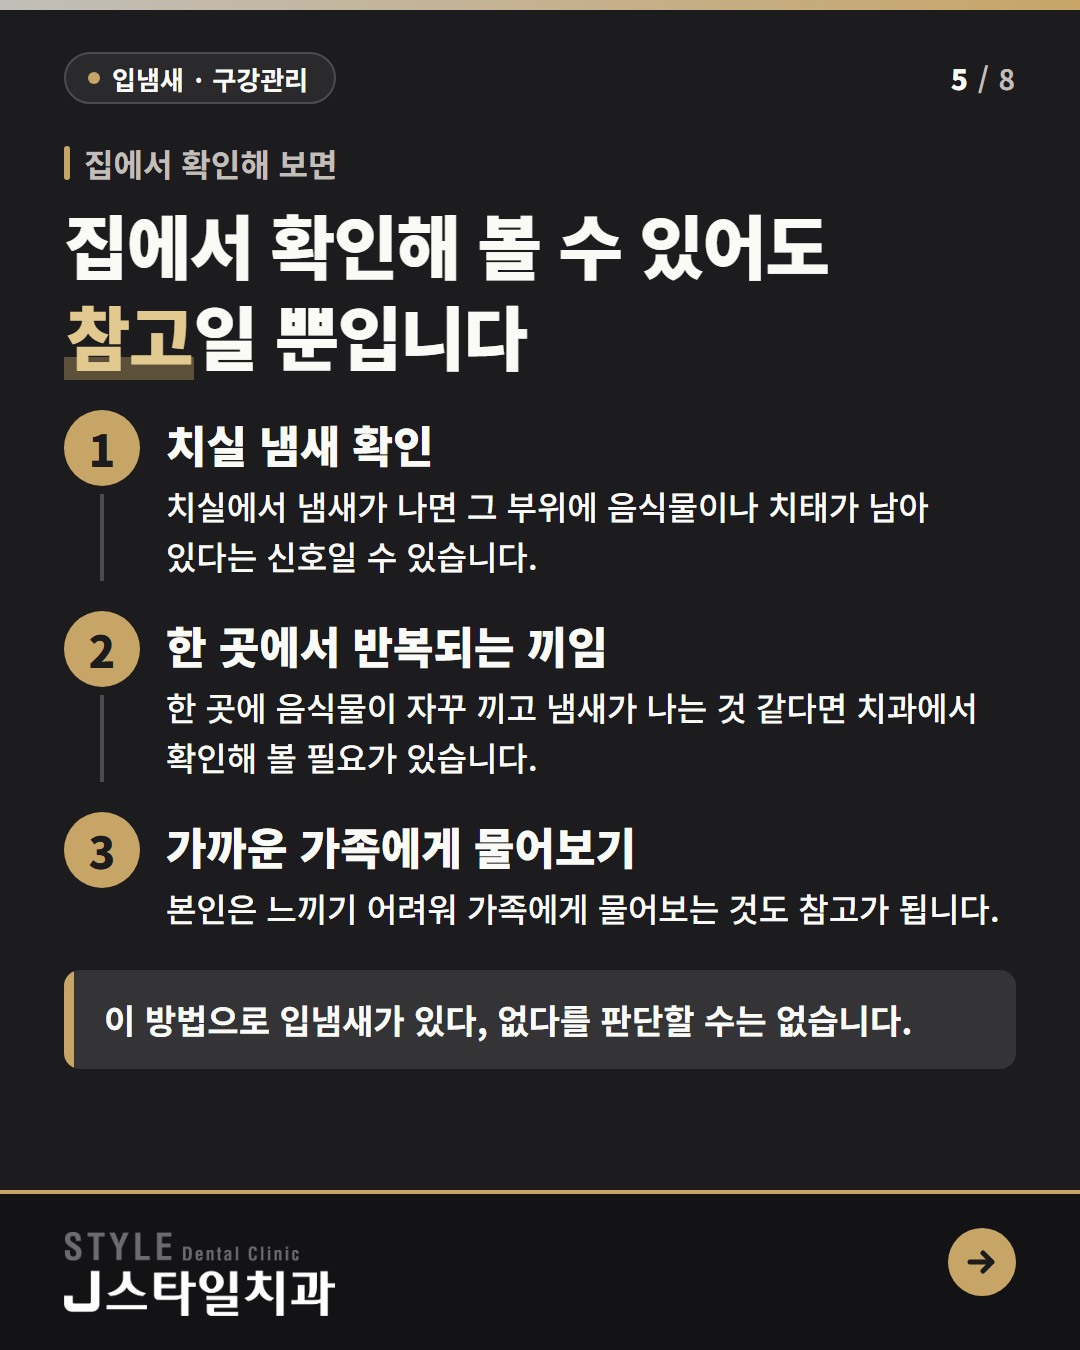 입냄새 · 구강관리
5 / 8
집에서 확인해 보면
집에서 확인해 볼 수 있어도
참고일 뿐입니다
1
치실 냄새 확인
치실에서 냄새가 나면 그 부위에 음식물이나 치태가 남아
있다는 신호일 수 있습니다.
2
한 곳에서 반복되는 끼임
한 곳에 음식물이 자꾸 끼고 냄새가 나는 것 같다면 치과에서
확인해 볼 필요가 있습니다.
3
가까운 가족에게 물어보기
본인은 느끼기 어려워 가족에게 물어보는 것도 참고가 됩니다.
이 방법으로 입냄새가 있다, 없다를 판단할 수는 없습니다.
STYLE Dental Clinic
J스타일치과